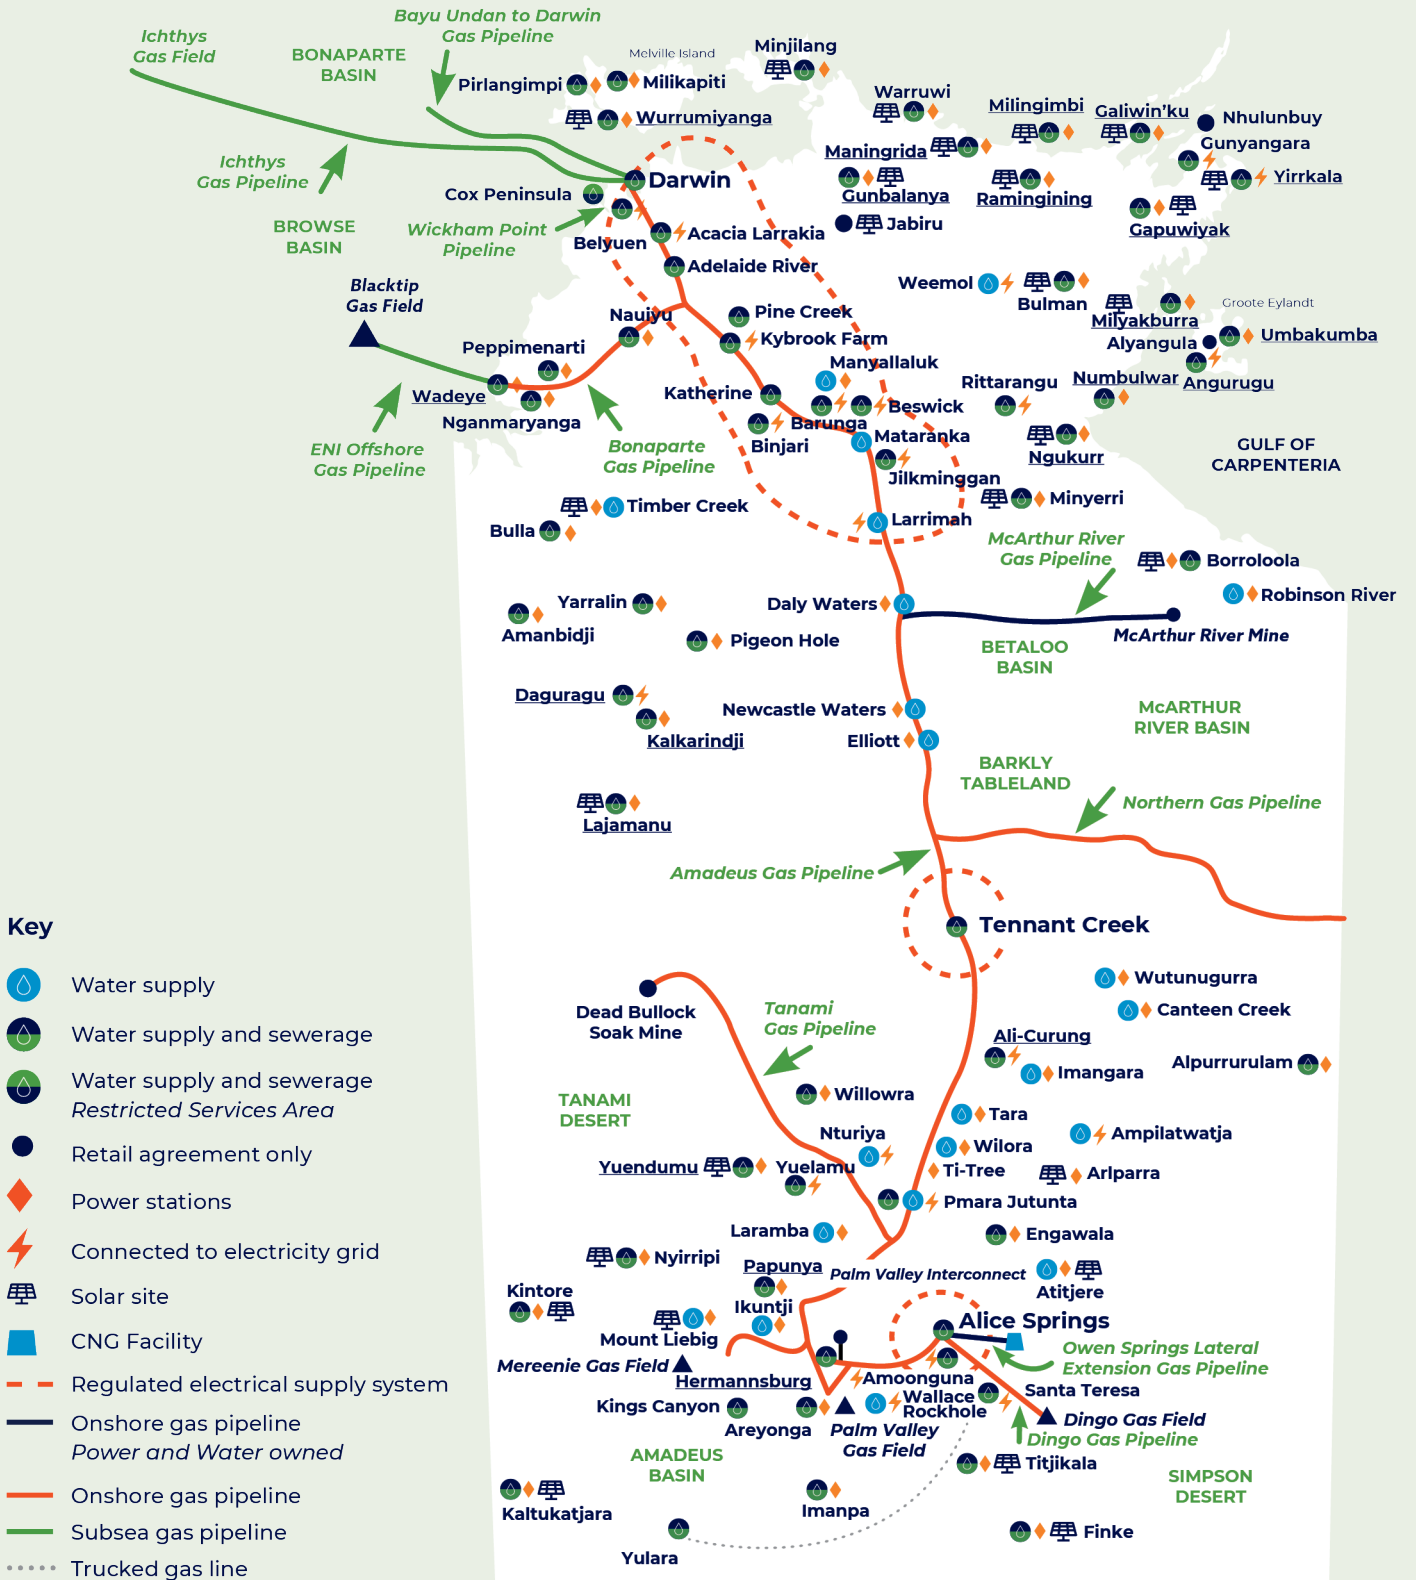 Bayu Undan to Darwin
Gas Pipeline
Ichthys
Gas Field
BONAPARTE
BASIN
Melville Island
Minjilang
Pirlangimpi
Milikapiti
Wurrumiyanga
Warruwi
Milingimbi
Galiwin’ku
Nhulunbuy
Gunyangara
Maningrida
Yirrkala
Ichthys
Gas Pipeline
Darwin
Cox Peninsula
Gunbalanya
Ramingining
Gapuwiyak
BROWSE
BASIN
Wickham Point
Pipeline
Belyuen
Acacia Larrakia
Jabiru
Adelaide River
Weemol
Bulman
Blacktip
Gas Field
Nauiyu
Pine Creek
Kybrook Farm
Milyakburra
Groote Eylandt
Alyangula
Umbakumba
Peppimenarti
Manyallaluk
Wadeye
Katherine
Rittarangu
Numbulwar
Angurugu
Nganmaryanga
Beswick
Barunga
Binjari
Mataranka
Ngukurr
GULF OF
CARPENTERIA
ENI Offshore
Gas Pipeline
Bonaparte
Gas Pipeline
Jilkminggan
Timber Creek
Minyerri
Bulla
Larrimah
McArthur River
Gas Pipeline
Borroloola
Robinson River
Yarralin
Daly Waters
Amanbidji
Pigeon Hole
McArthur River Mine
BETALOO
BASIN
Daguragu
Newcastle Waters
McARTHUR
RIVER BASIN
Kalkarindji
Elliott
BARKLY
TABLELAND
Northern Gas Pipeline
Lajamanu
Amadeus Gas Pipeline
Tennant Creek
Wutunugurra
Dead Bullock
Soak Mine
Tanami
Gas Pipeline
Canteen Creek
Ali-Curung
Alpurrurulam
Imangara
TANAMI
DESERT
Willowra
Tara
Nturiya
Wilora
Ampilatwatja
Yuendumu
Yuelamu
Ti-Tree
Arlparra
Pmara Jutunta
Laramba
Engawala
Nyirripi
Papunya
Palm Valley Interconnect
Atitjere
Kintore
Ikuntji
Mount Liebig
Alice Springs
Owen Springs Lateral
Extension Gas Pipeline
Mereenie Gas Field
Hermannsburg
Amoonguna
Santa Teresa
Kings Canyon
Wallace
Rockhole
Areyonga
Palm Valley
Gas Field
Dingo Gas Field
Dingo Gas Pipeline
AMADEUS
BASIN
Titjikala
SIMPSON
DESERT
Kaltukatjara
Imanpa
Finke
Yulara
Key
Water supply
Water supply and sewerage
Water supply and sewerage
Restricted Services Area
Retail agreement only
Power stations
Connected to electricity grid
Solar site
CNG Facility
Regulated electrical supply system
Onshore gas pipeline
Power and Water owned
Onshore gas pipeline
Subsea gas pipeline
Trucked gas line